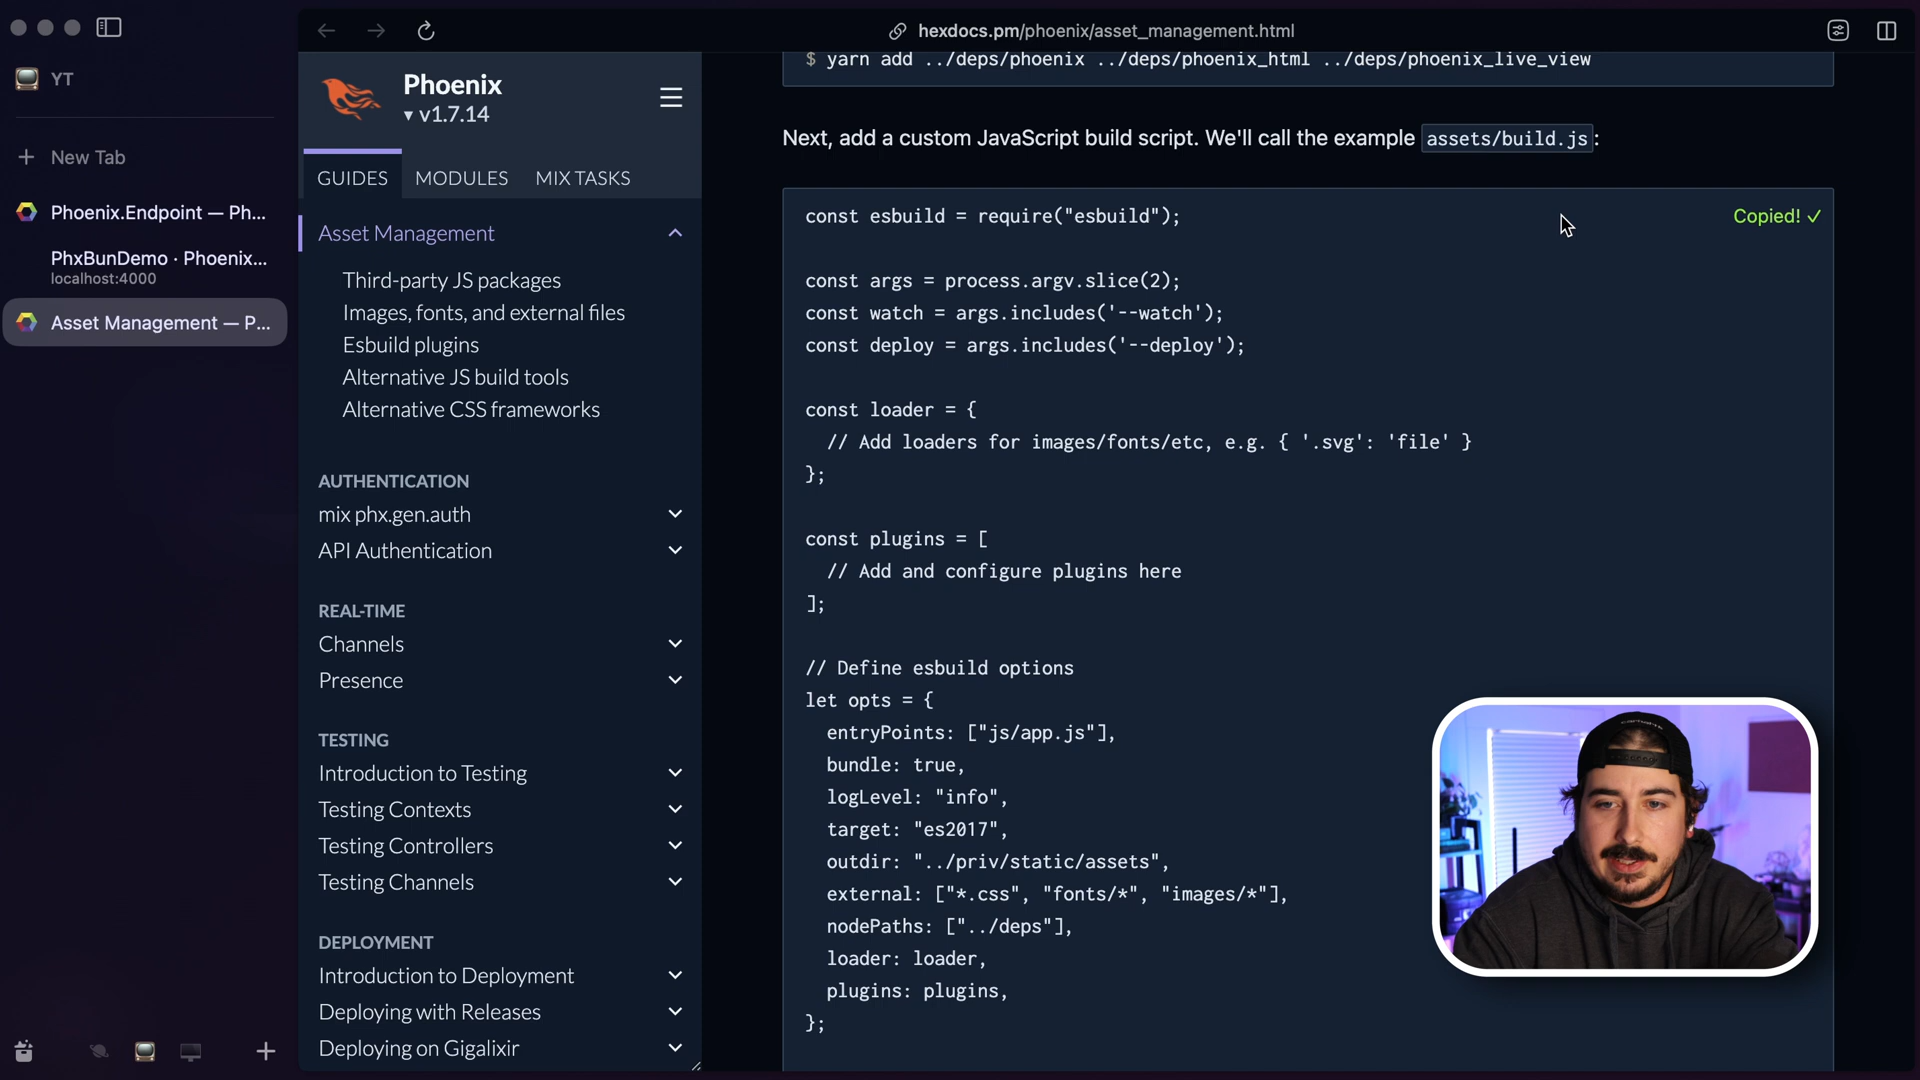 hexdocs.pm/phoenix/asset_management.html
YT
New Tab
Phoenix.Endpoint — Ph...
PhxBunDemo · Phoenix...
localhost:4000
Asset Management — P...
Phoenix
v1.7.14
GUIDES
MODULES
MIX TASKS
Asset Management
Third-party JS packages
Images, fonts, and external files
Esbuild plugins
Alternative JS build tools
Alternative CSS frameworks
AUTHENTICATION
mix phx.gen.auth
API Authentication
REAL-TIME
Channels
Presence
TESTING
Introduction to Testing
Testing Contexts
Testing Controllers
Testing Channels
DEPLOYMENT
Introduction to Deployment
Deploying with Releases
Deploying on Gigalixir
$ yarn add ../deps/phoenix ../deps/phoenix_html ../deps/phoenix_live_view
Next, add a custom JavaScript build script. We'll call the example assets/build.js:
Copied! ✓
const esbuild = require("esbuild");
const args = process.argv.slice(2);
const watch = args.includes('--watch');
const deploy = args.includes('--deploy');
const loader = {
// Add loaders for images/fonts/etc, e.g. { '.svg': 'file' }
};
const plugins = [
// Add and configure plugins here
];
// Define esbuild options
let opts = {
entryPoints: ["js/app.js"],
bundle: true,
logLevel: "info",
target: "es2017",
outdir: "../priv/static/assets",
external: ["*.css", "fonts/*", "images/*"],
nodePaths: ["../deps"],
loader: loader,
plugins: plugins,
};